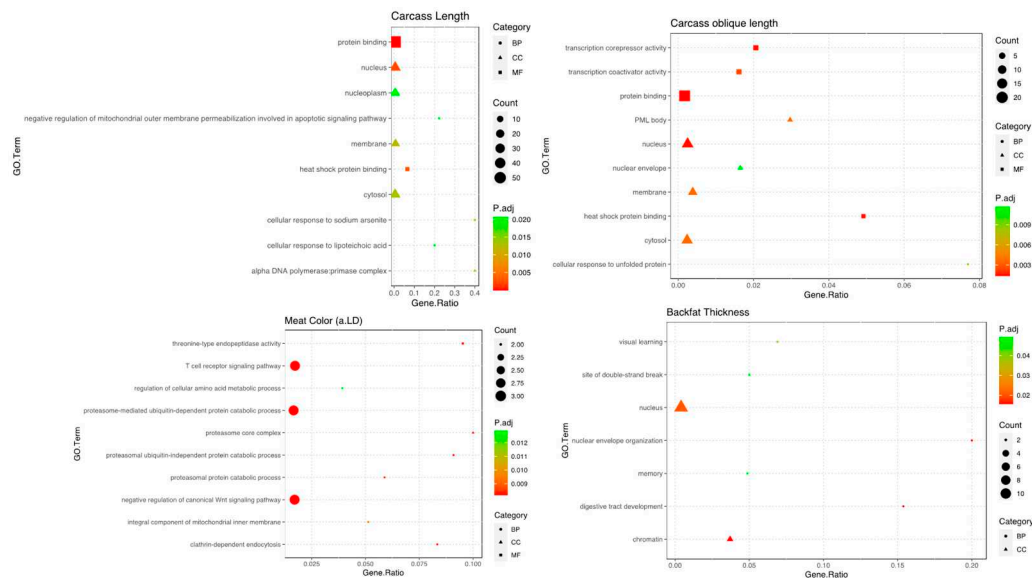 Carcass Length
protein binding
nucleus
nucleoplasm
negative regulation of mitochondrial outer membrane permeabilization involved in apoptotic signaling pathway
membrane
heat shock protein binding
cytosol
cellular response to sodium arsenite
cellular response to lipoteichoic acid
alpha DNA polymerase:primase complex
GO.Term
0.0 0.1 0.2 0.3 0.4
Gene.Ratio
Category
BP
CC
MF
Count
10
20
30
40
50
P.adj
0.020
0.015
0.010
0.005
Carcass oblique length
transcription corepressor activity
transcription coactivator activity
protein binding
PML body
nucleus
nuclear envelope
membrane
heat shock protein binding
cytosol
cellular response to unfolded protein
GO.Term
0.00 0.02 0.04 0.06 0.08
Gene.Ratio
Count
5
10
15
20
Category
BP
CC
MF
P.adj
0.009
0.006
0.003
Meat Color (a.LD)
threonine-type endopeptidase activity
T cell receptor signaling pathway
regulation of cellular amino acid metabolic process
proteasome-mediated ubiquitin-dependent protein catabolic process
proteasome core complex
proteasomal ubiquitin-independent protein catabolic process
proteasomal protein catabolic process
negative regulation of canonical Wnt signaling pathway
integral component of mitochondrial inner membrane
clathrin-dependent endocytosis
GO.Term
0.025 0.050 0.075 0.100
Gene.Ratio
Count
2.00
2.25
2.50
2.75
3.00
P.adj
0.012
0.011
0.010
0.009
Category
BP
CC
MF
Backfat Thickness
visual learning
site of double-strand break
nucleus
nuclear envelope organization
memory
digestive tract development
chromatin
GO.Term
0.00 0.05 0.10 0.15 0.20
Gene.Ratio
P.adj
0.04
0.03
0.02
Count
2
4
6
8
10
Category
BP
CC